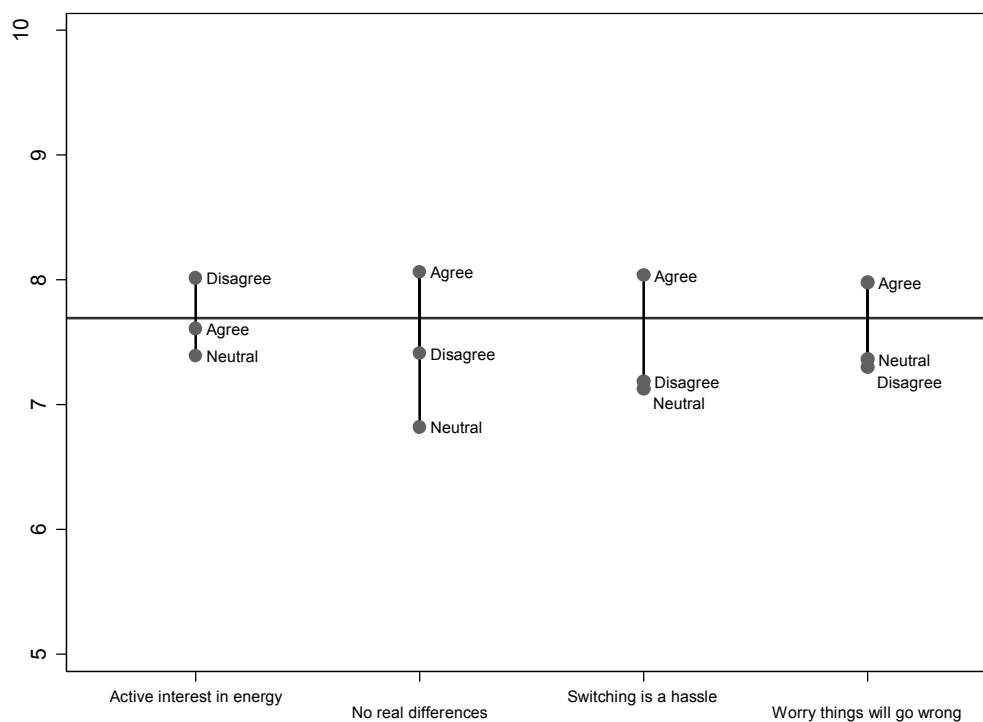 10
9
8
7
6
5
Disagree
Agree
Neutral
Agree
Disagree
Neutral
Agree
Disagree
Neutral
Agree
Neutral
Disagree
Active interest in energy
No real differences
Switching is a hassle
Worry things will go wrong